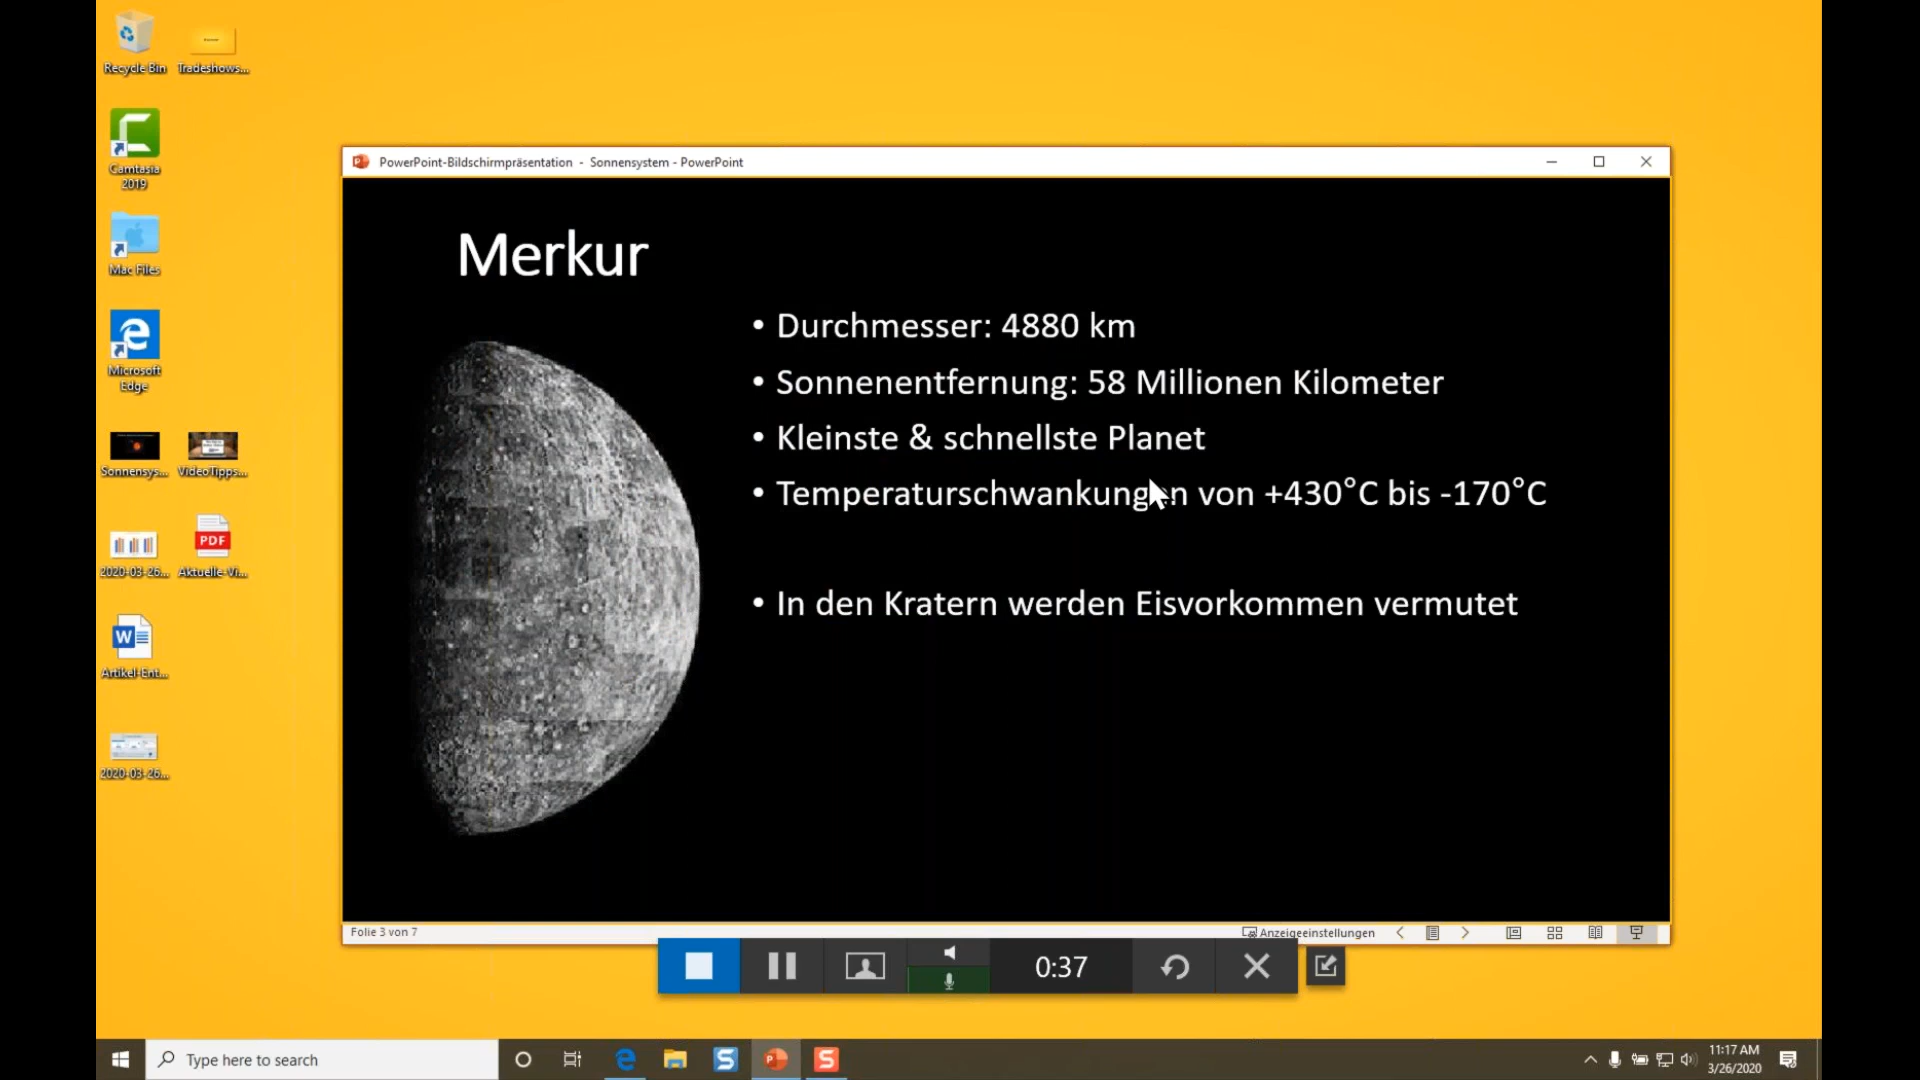 Recycle Bin
Tradeshows...
Camtasia
2019
Mac Files
Microsoft
Edge
Sonnensys...
VideoTipps...
2020-03-26...
PDF
Aktuelle-Vi...
W
Artikel-Ent...
2020-03-26...
PowerPoint-Bildschirmpräsentation - Sonnensystem - PowerPoint
Merkur
• Durchmesser: 4880 km
• Sonnenentfernung: 58 Millionen Kilometer
• Kleinste & schnellste Planet
• Temperaturschwankungen von +430°C bis -170°C
• In den Kratern werden Eisvorkommen vermutet
Folie 3 von 7
Anzeigeeinstellungen
0:37
Type here to search
11:17 AM
3/26/2020